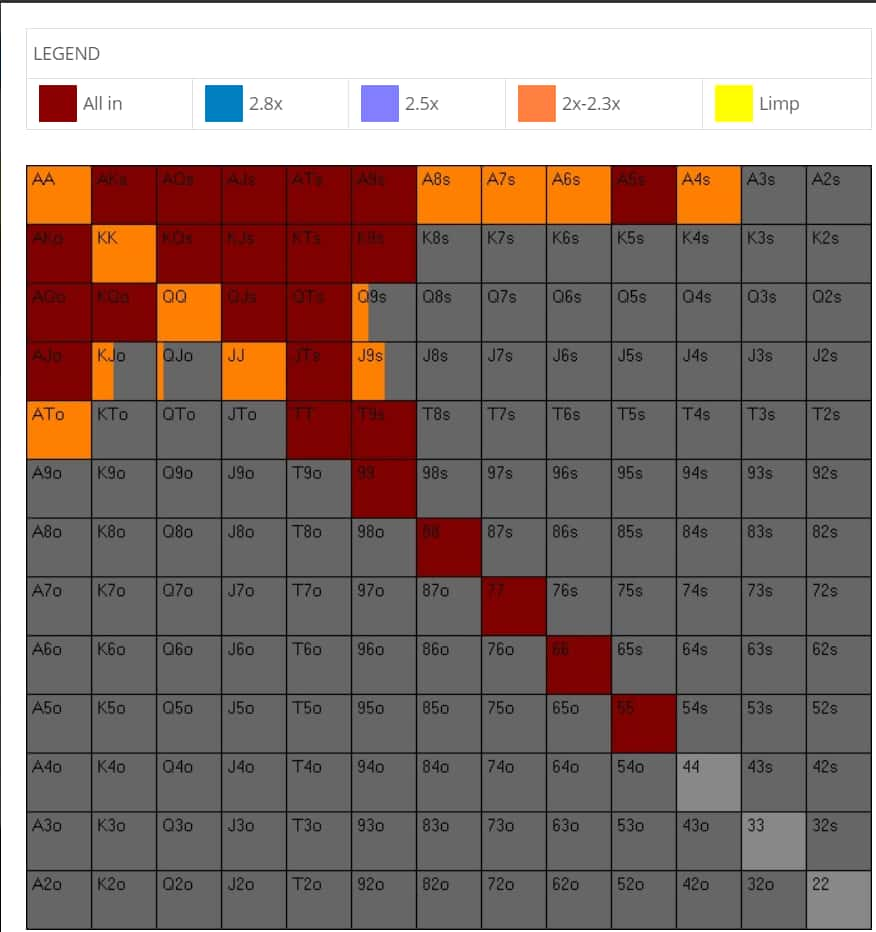 LEGEND
All in 2.8x 2.5x 2x-2.3x Limp
AA AKs AQs AJs ATs A9s A8s A7s A6s A5s A4s A3s A2s
AKo KK KQs KJs KTs K9s K8s K7s K6s K5s K4s K3s K2s
AQo KQo QQ QJs QTs Q9s Q8s Q7s Q6s Q5s Q4s Q3s Q2s
AJo KJo QJo JJ JTs J9s J8s J7s J6s J5s J4s J3s J2s
ATo KTo QTo JTo TT T9s T8s T7s T6s T5s T4s T3s T2s
A9o K9o Q9o J9o T9o 99 98s 97s 96s 95s 94s 93s 92s
A8o K8o Q8o J8o T8o 98o 88 87s 86s 85s 84s 83s 82s
A7o K7o Q7o J7o T7o 97o 87o 77 76s 75s 74s 73s 72s
A6o K6o Q6o J6o T6o 96o 86o 76o 66 65s 64s 63s 62s
A5o K5o Q5o J5o T5o 95o 85o 75o 65o 55 54s 53s 52s
A4o K4o Q4o J4o T4o 94o 84o 74o 64o 54o 44 43s 42s
A3o K3o Q3o J3o T3o 93o 83o 73o 63o 53o 43o 33 32s
A2o K2o Q2o J2o T2o 92o 82o 72o 62o 52o 42o 32o 22